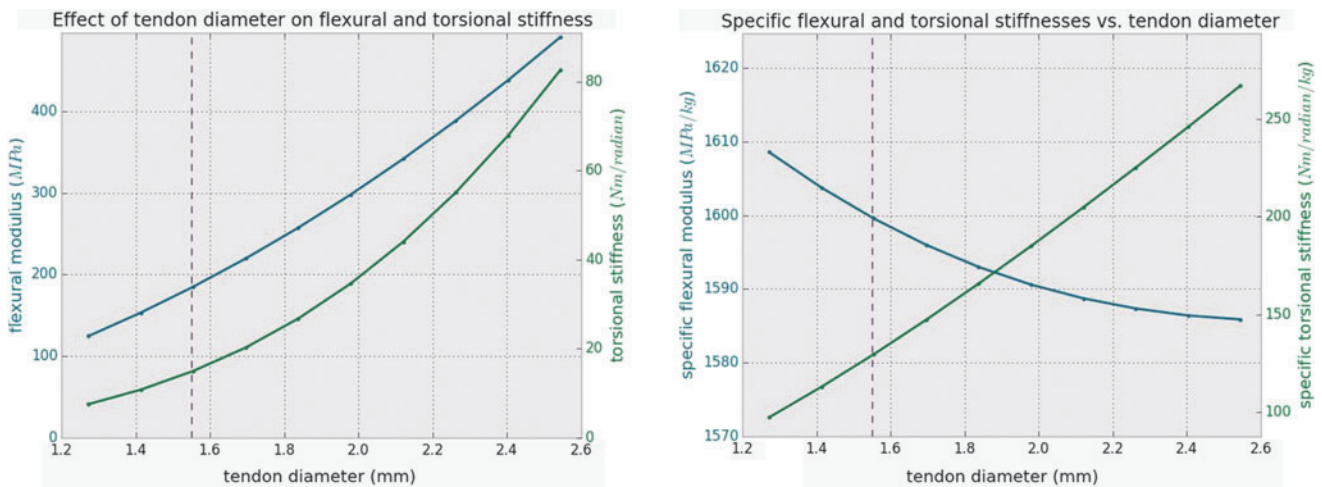 Effect of tendon diameter on flexural and torsional stiffness
flexural modulus (MPa)
400
300
200
100
0
80
60
40
20
0
torsional stiffness (Nm/radian)
1.2 1.4 1.6 1.8 2.0 2.2 2.4 2.6
tendon diameter (mm)
Specific flexural and torsional stiffnesses vs. tendon diameter
specific flexural modulus (MPa/kg)
1620
1610
1600
1590
1580
1570
250
200
150
100
specific torsional stiffness (Nm/radian/kg)
1.2 1.4 1.6 1.8 2.0 2.2 2.4 2.6
tendon diameter (mm)